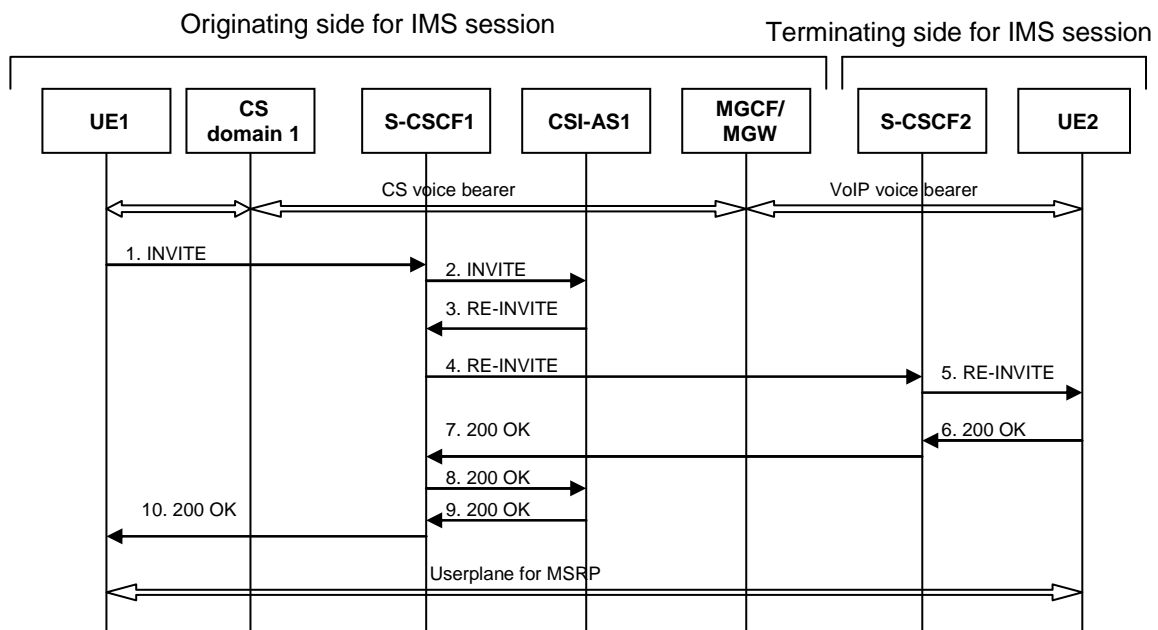 Originating side for IMS session
Terminating side for IMS session
UE1
CS
domain 1
S-CSCF1
CSI-AS1
MGCF/
MGW
S-CSCF2
UE2
CS voice bearer
VoIP voice bearer
1. INVITE
2. INVITE
3. RE-INVITE
4. RE-INVITE
5. RE-INVITE
6. 200 OK
7. 200 OK
8. 200 OK
9. 200 OK
10. 200 OK
Userplane for MSRP